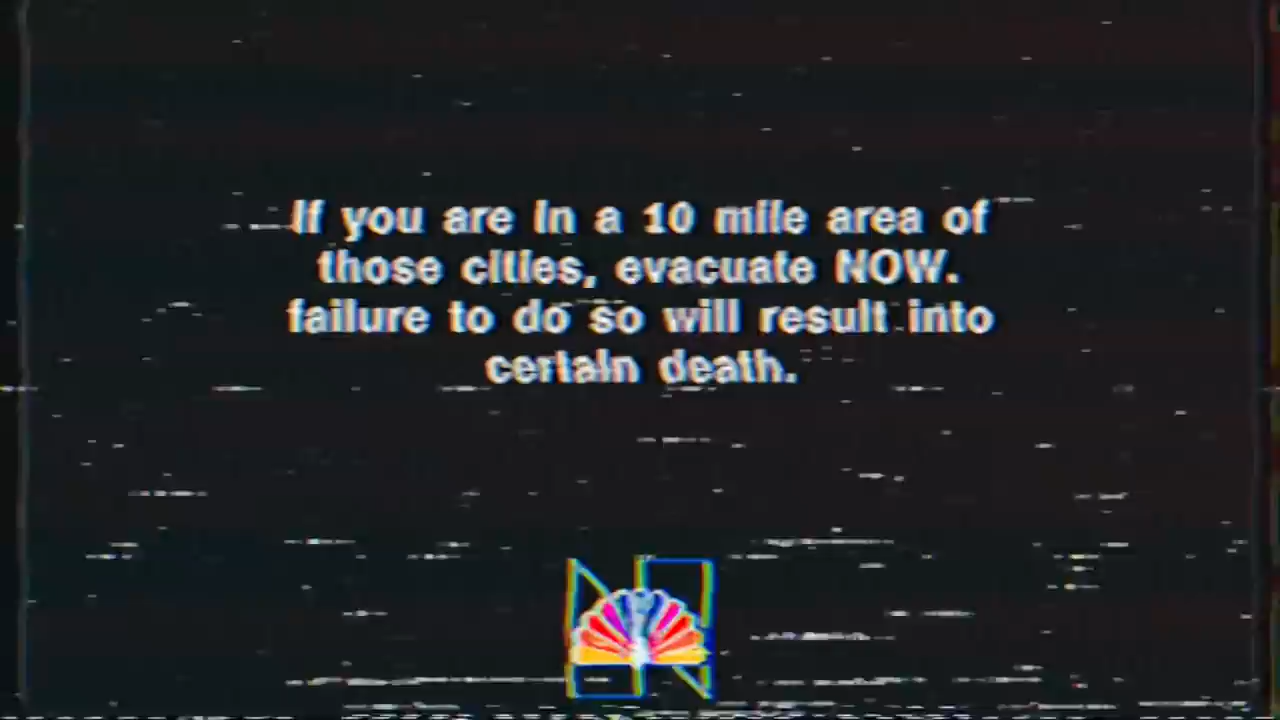 If you are in a 10 mile area of
those cities, evacuate NOW.
failure to do so will result into
certain death.